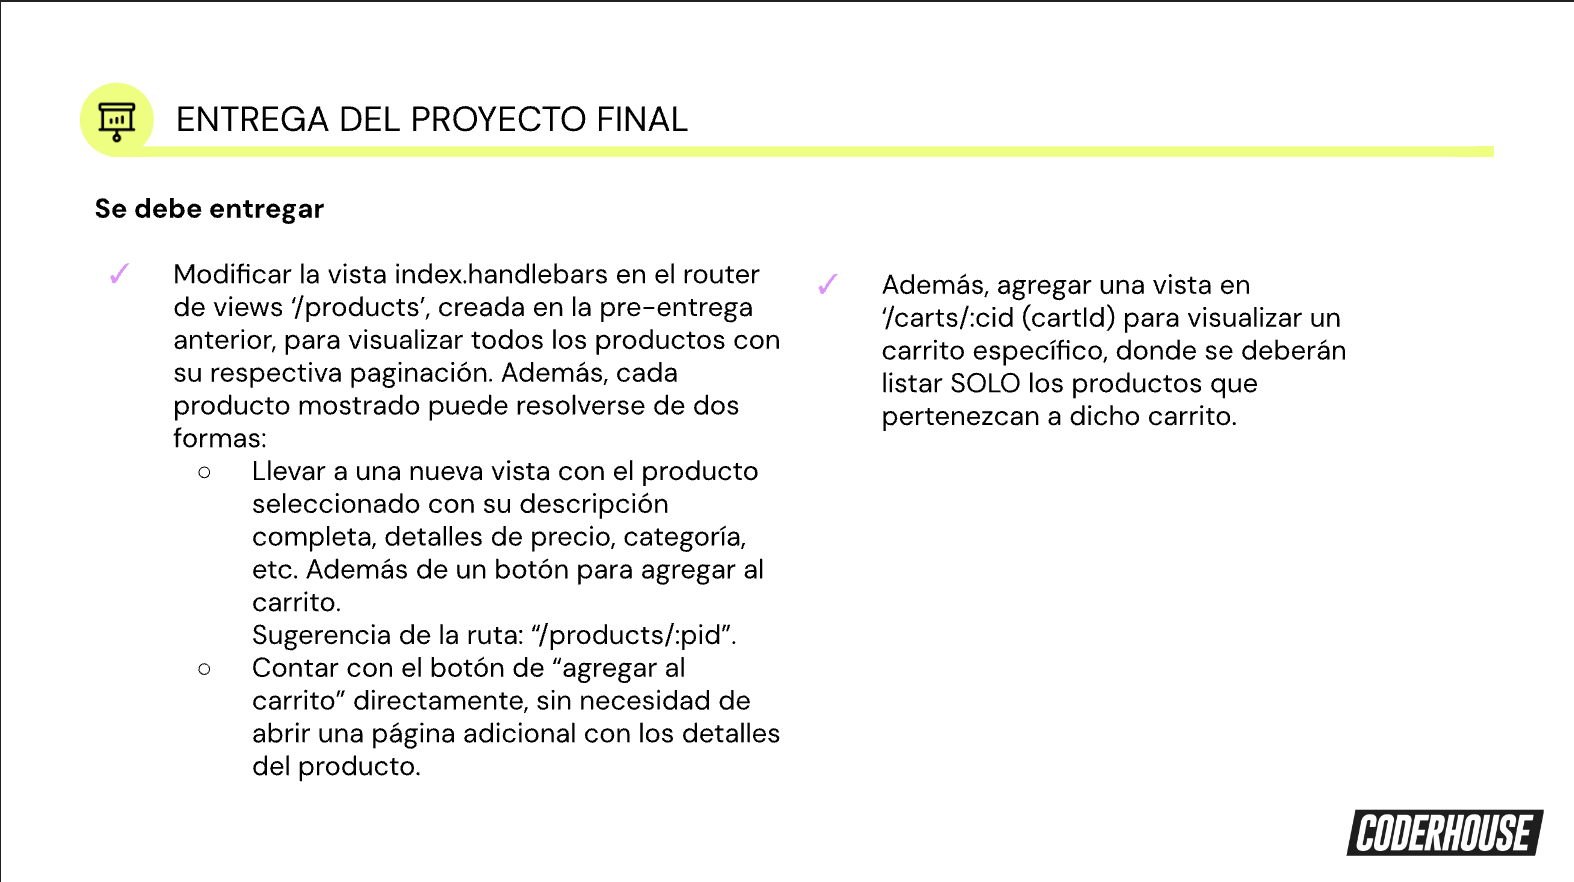 ENTREGA DEL PROYECTO FINAL
Se debe entregar
✓ Modificar la vista index.handlebars en el router
de views ‘/products’, creada en la pre-entrega
anterior, para visualizar todos los productos con
su respectiva paginación. Además, cada
producto mostrado puede resolverse de dos
formas:
○ Llevar a una nueva vista con el producto
seleccionado con su descripción
completa, detalles de precio, categoría,
etc. Además de un botón para agregar al
carrito.
Sugerencia de la ruta: “/products/:pid”.
○ Contar con el botón de “agregar al
carrito” directamente, sin necesidad de
abrir una página adicional con los detalles
del producto.
✓ Además, agregar una vista en
‘/carts/:cid (cartId) para visualizar un
carrito específico, donde se deberán
listar SOLO los productos que
pertenezcan a dicho carrito.
CODERHOUSE